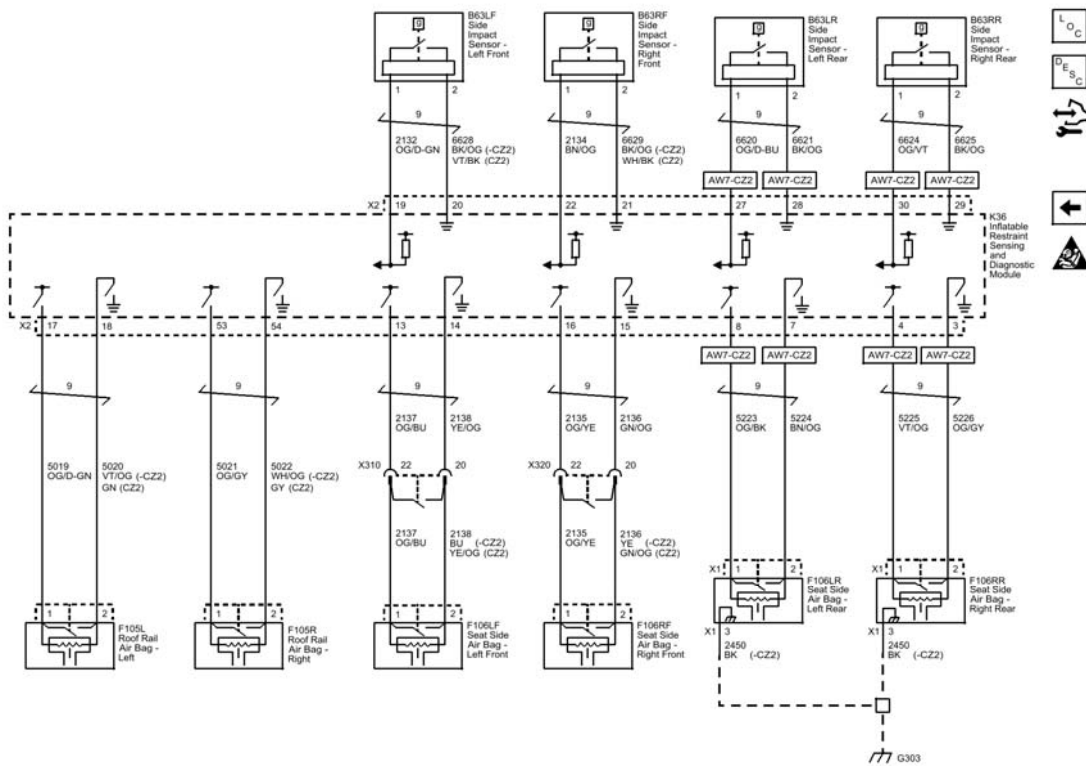 B63LF
Side
Impact
Sensor -
Left Front
B63RF
Side
Impact
Sensor -
Right
Front
B63LR
Side
Impact
Sensor -
Left Rear
B63RR
Side
Impact
Sensor -
Right Rear
LOC
DESC
g g g g
1 2 1 2 1 2 1 2
9 9 9 9
2132
OG/D-GN
6628
BK/OG (-CZ2)
VT/BK (CZ2)
2134
BN/OG
6629
BK/OG (-CZ2)
WH/BK (CZ2)
6620
OG/D-BU
6621
BK/OG
6624
OG/VT
6625
BK/OG
AW7-CZ2 AW7-CZ2 AW7-CZ2 AW7-CZ2
X2 19 20 22 21 27 28 30 29
K36
Inflatable
Restraint
Sensing
and
Diagnostic
Module
X2 17 18 53 54 13 14 16 15 8 7 4 3
AW7-CZ2 AW7-CZ2 AW7-CZ2 AW7-CZ2
9 9 9 9 9 9
2137
OG/BU
2138
YE/OG
2135
OG/YE
2136
GN/OG
5223
OG/BK
5224
BN/OG
5225
VT/OG
5226
OG/GY
5019
OG/D-GN
5020
VT/OG (-CZ2)
GN (CZ2)
5021
OG/GY
5022
WH/OG (-CZ2)
GY (CZ2)
X310 22 20 X320 22 20
2137
OG/BU
2138
BU (-CZ2)
YE/OG (CZ2)
2135
OG/YE
2136
YE (-CZ2)
GN/OG (CZ2)
X1 1 2 X1 1 2
F106LR
Seat Side
Air Bag -
Left Rear
F106RR
Seat Side
Air Bag -
Right Rear
1 2 1 2 1 2 1 2
F105L
Roof Rail
Air Bag -
Left
F105R
Roof Rail
Air Bag -
Right
F106LF
Seat Side
Air Bag -
Left Front
F106RF
Seat Side
Air Bag -
Right Front
X1 3 X1 3
2450
BK (-CZ2)
2450
BK (-CZ2)
G303